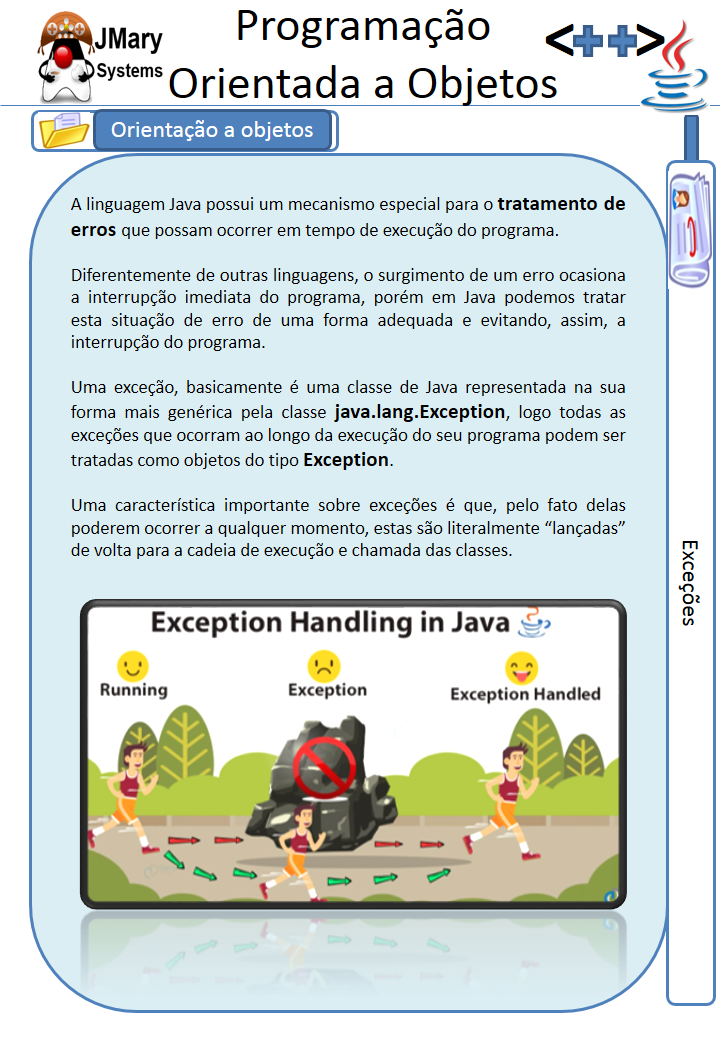 JMary
Systems
Programação
Orientada a Objetos
<++>
Orientação a objetos
A linguagem Java possui um mecanismo especial para o tratamento de
erros que possam ocorrer em tempo de execução do programa.
Diferentemente de outras linguagens, o surgimento de um erro ocasiona
a interrupção imediata do programa, porém em Java podemos tratar
esta situação de erro de uma forma adequada e evitando, assim, a
interrupção do programa.
Uma exceção, basicamente é uma classe de Java representada na sua
forma mais genérica pela classe java.lang.Exception, logo todas as
exceções que ocorram ao longo da execução do seu programa podem ser
tratadas como objetos do tipo Exception.
Uma característica importante sobre exceções é que, pelo fato delas
poderem ocorrer a qualquer momento, estas são literalmente “lançadas”
de volta para a cadeia de execução e chamada das classes.
Exception Handling in Java
Running
Exception
Exception Handled
Exceções